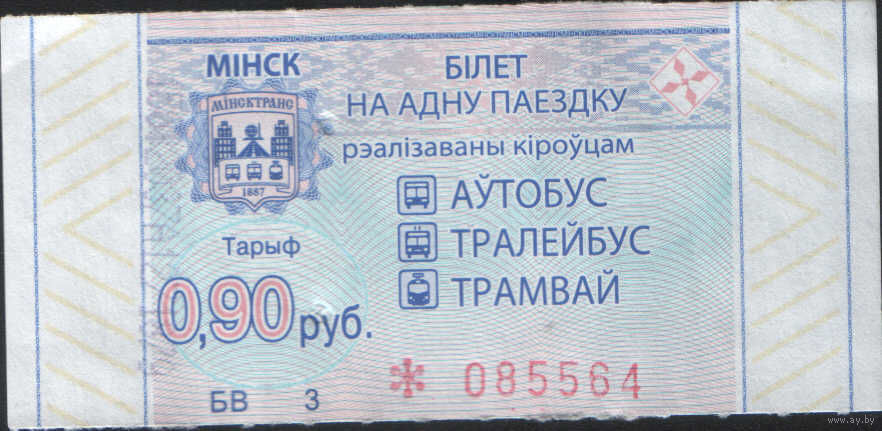 МІНСК
МІНСКТРАНС
1887
БІЛЕТ
НА АДНУ ПАЕЗДКУ
рэалізаваны кіроўцам
АЎТОБУС
ТРАЛЕЙБУС
ТРАМВАЙ
Тарыф
0,90 руб.
БВ 3
* 085564
www.ay.by